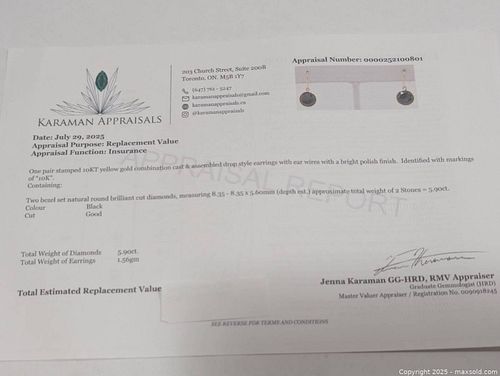 203 Church Street, Suite 200B
Toronto, ON. M5B 1Y7
(647) 761 - 5247
karamanappraisals@gmail.com
karamanappraisals.ca
@karamanappraisals
Appraisal Number: 0000252100801
KARAMAN APPRAISALS
Date: July 29, 2025
Appraisal Purpose: Replacement Value
Appraisal Function: Insurance
APPRAISAL REPORT
One pair stamped 10KT yellow gold combination cast & assembled drop style earrings with ear wires with a bright polish finish. Identified with markings
of "10K".
Containing:
Two bezel set natural round brilliant cut diamonds, measuring 8.35 - 8.35 x 5.60mm (depth est.) approximate total weight of 2 Stones = 5.90ct.
Colour Black
Cut Good
Total Weight of Diamonds 5.90ct
Total Weight of Earrings 1.56gm
Jenna Karaman GG-HRD, RMV Appraiser
Graduate Gemmologist (HRD)
Master Valuer Appraiser / Registration No. 0090918245
Total Estimated Replacement Value
SEE REVERSE FOR TERMS AND CONDITIONS
Copyright 2025 - maxsold.com